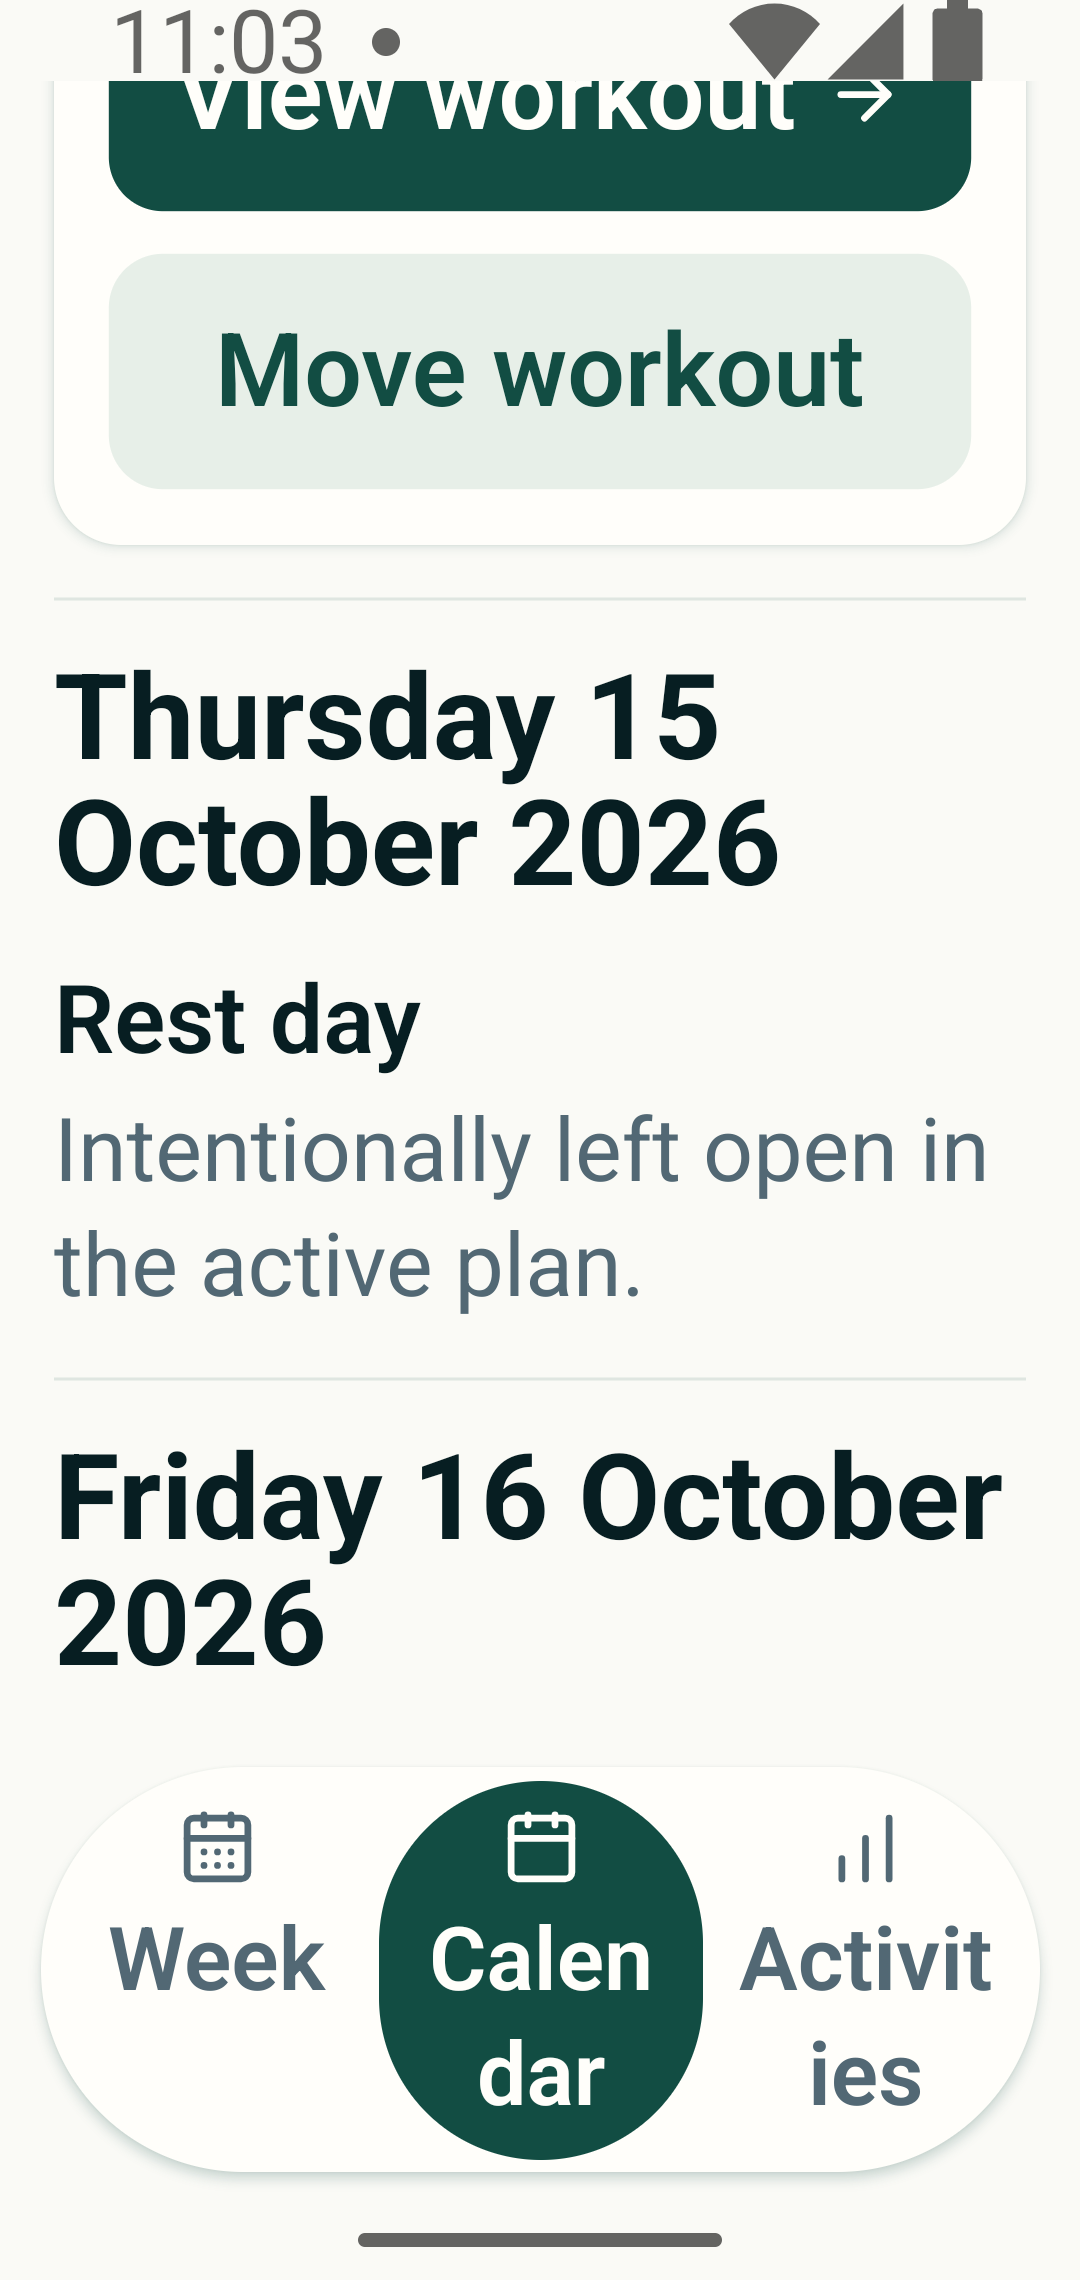 11:03
View workout
Move workout
Thursday 15
October 2026
Rest day
Intentionally left open in
the active plan.
Friday 16 October
2026
Week
Calen
dar
Activit
ies